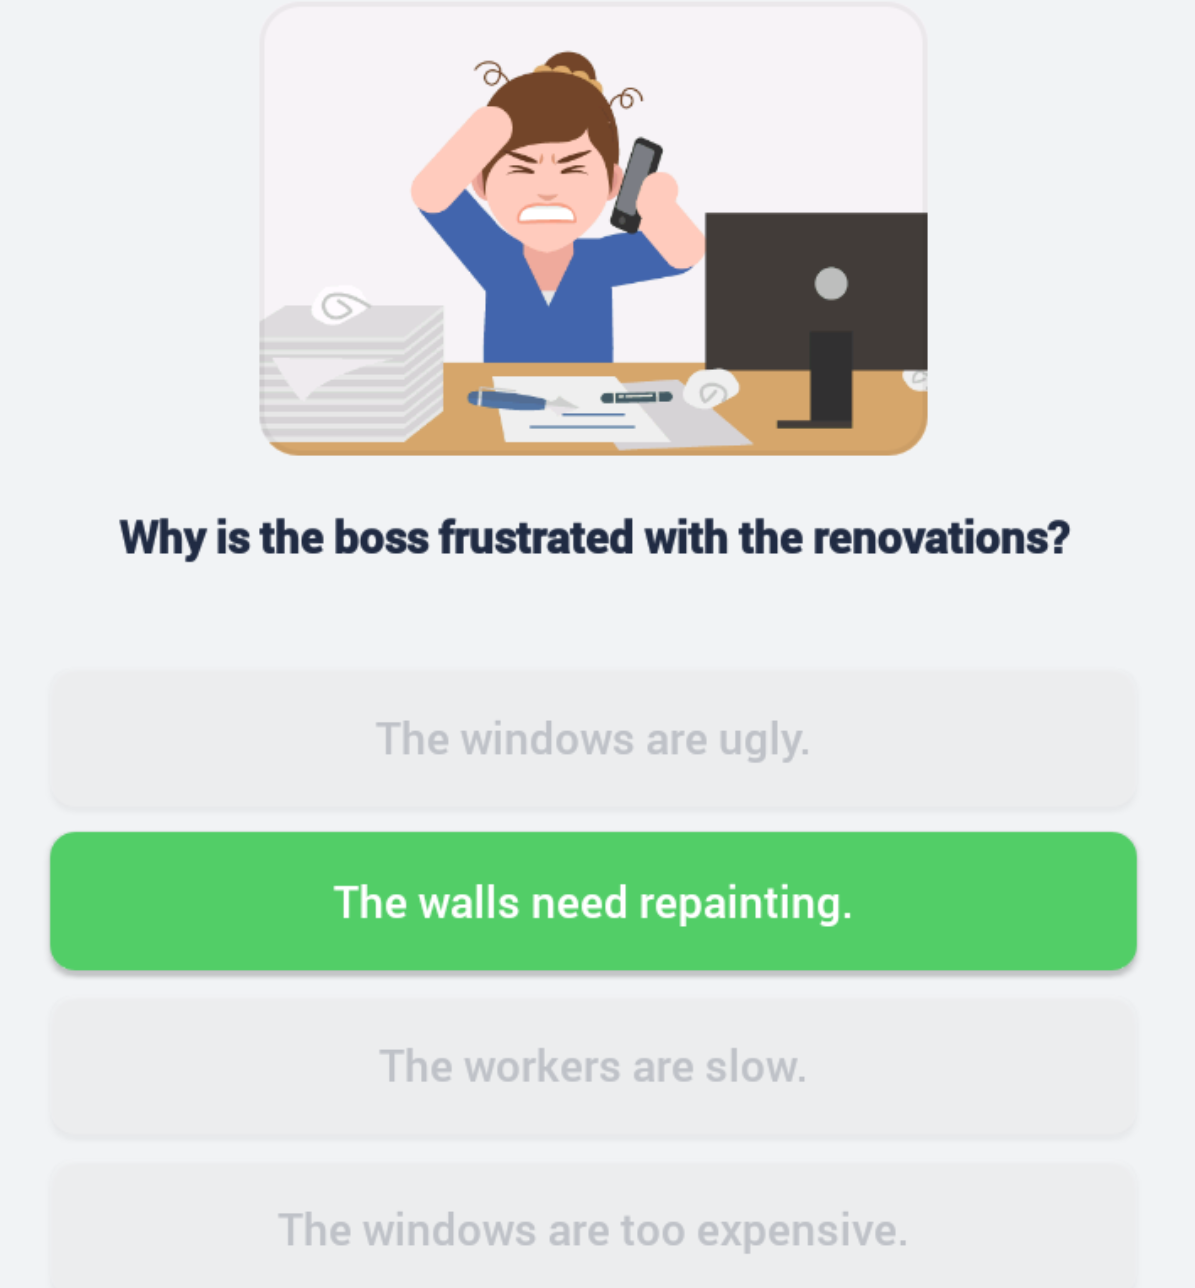 Why is the boss frustrated with the renovations?
The windows are ugly.
The walls need repainting.
The workers are slow.
The windows are too expensive.